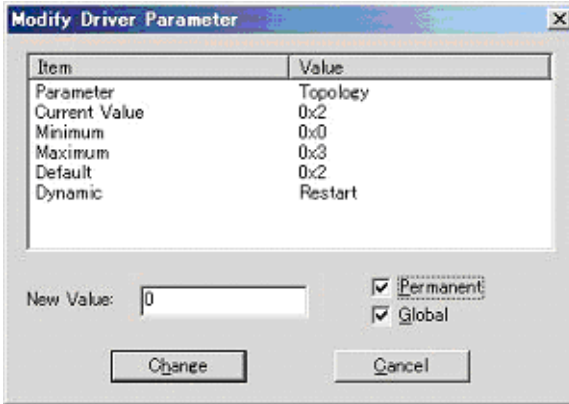 Modify Driver Parameter
Item Value
Parameter Topology
Current Value 0x2
Minimum 0x0
Maximum 0x3
Default 0x2
Dynamic Restart
New Value: 0
Permanent
Global
Change Cancel